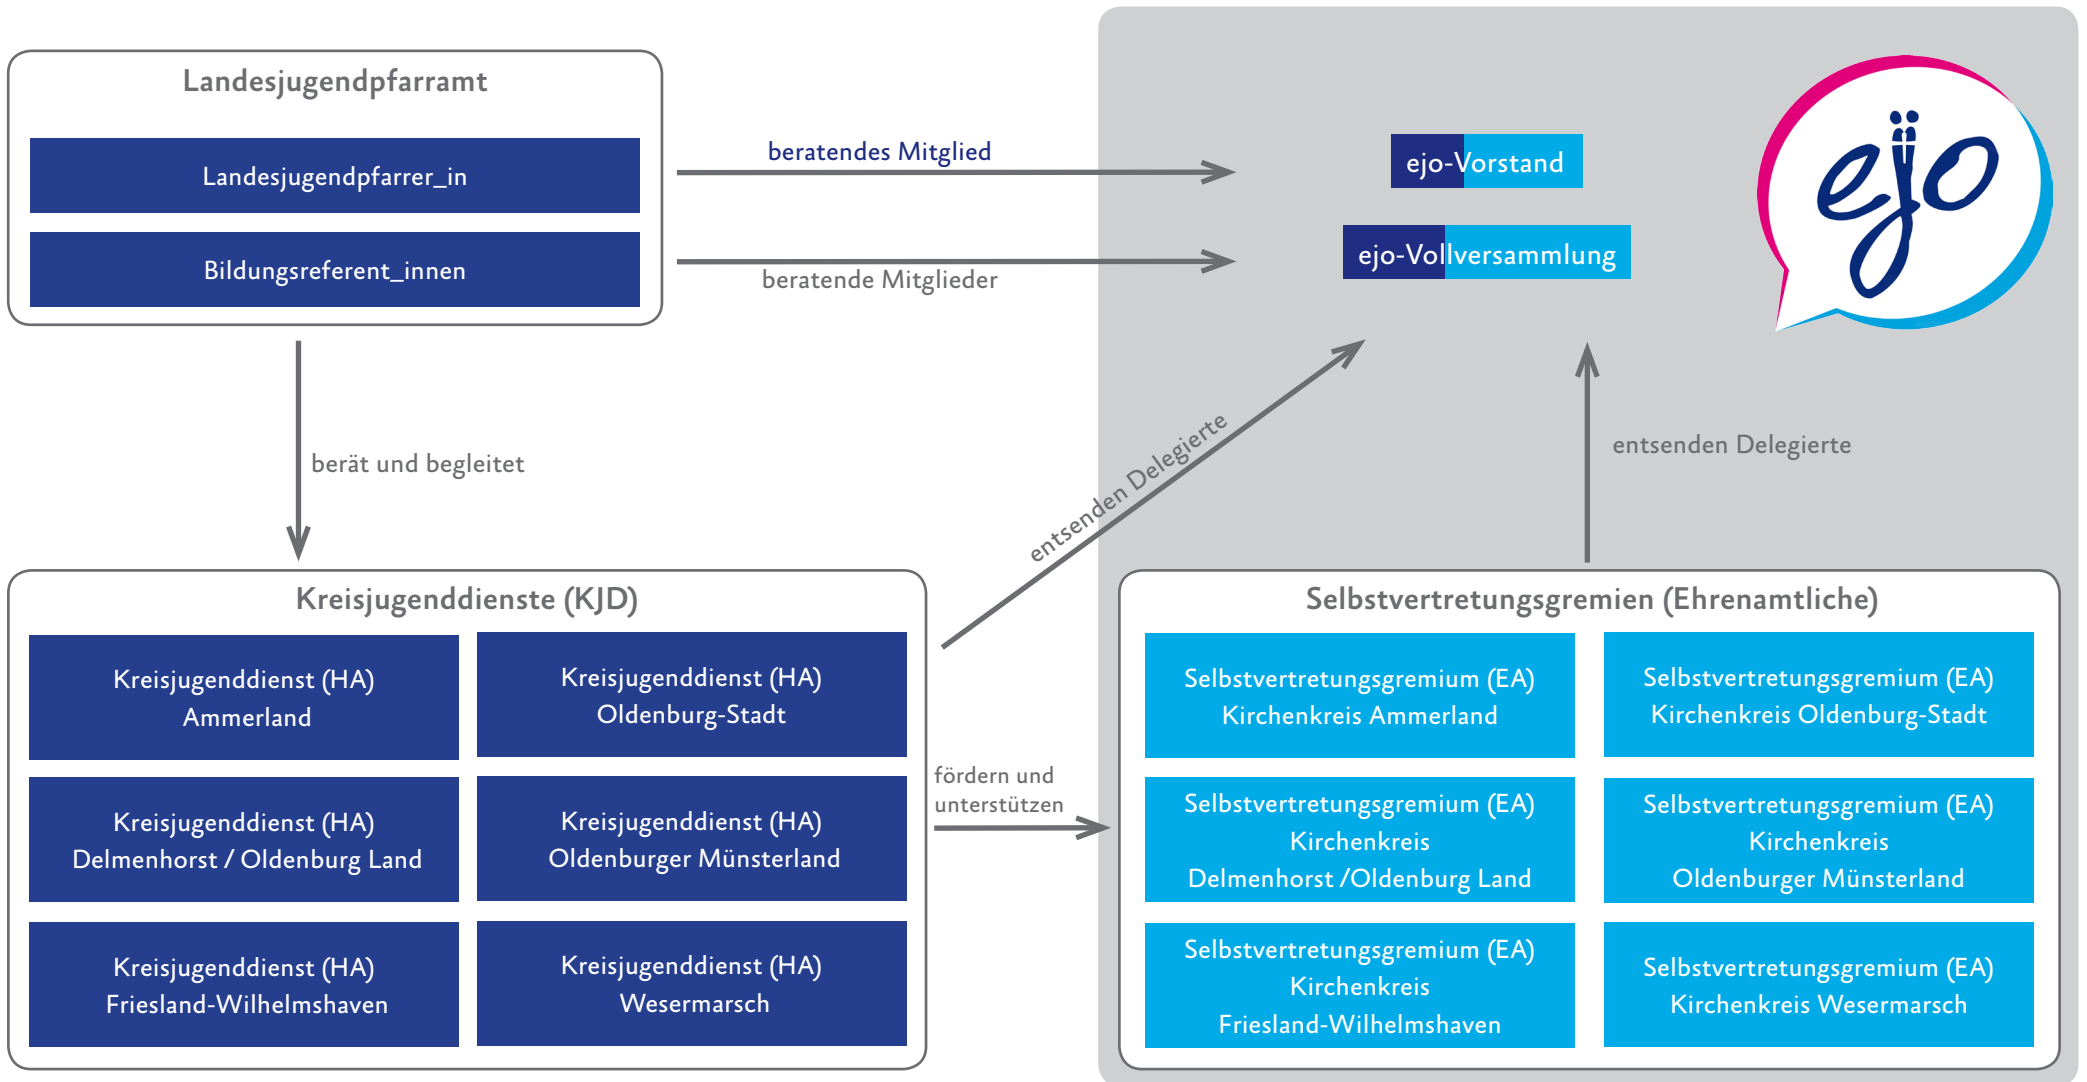 Landesjugendpfarramt
Landesjugendpfarrer_in
Bildungsreferent_innen
beratendes Mitglied
beratende Mitglieder
ejo-Vorstand
ejo-Vollversammlung
ejo
berät und begleitet
entsenden Delegierte
entsenden Delegierte
Kreisjugenddienste (KJD)
Kreisjugenddienst (HA)
Ammerland
Kreisjugenddienst (HA)
Oldenburg-Stadt
Kreisjugenddienst (HA)
Delmenhorst / Oldenburg Land
Kreisjugenddienst (HA)
Oldenburger Münsterland
Kreisjugenddienst (HA)
Friesland-Wilhelmshaven
Kreisjugenddienst (HA)
Wesermarsch
fördern und
unterstützen
Selbstvertretungsgremien (Ehrenamtliche)
Selbstvertretungsgremium (EA)
Kirchenkreis Ammerland
Selbstvertretungsgremium (EA)
Kirchenkreis Oldenburg-Stadt
Selbstvertretungsgremium (EA)
Kirchenkreis
Delmenhorst /Oldenburg Land
Selbstvertretungsgremium (EA)
Kirchenkreis
Oldenburger Münsterland
Selbstvertretungsgremium (EA)
Kirchenkreis
Friesland-Wilhelmshaven
Selbstvertretungsgremium (EA)
Kirchenkreis Wesermarsch